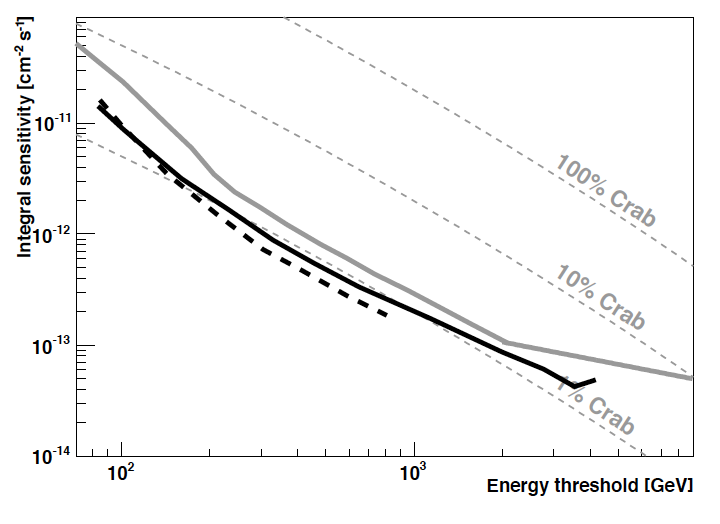 Integral sensitivity [cm⁻² s⁻¹]
10⁻¹¹
10⁻¹²
10⁻¹³
10⁻¹⁴
100% Crab
10% Crab
1% Crab
10²
10³
Energy threshold [GeV]